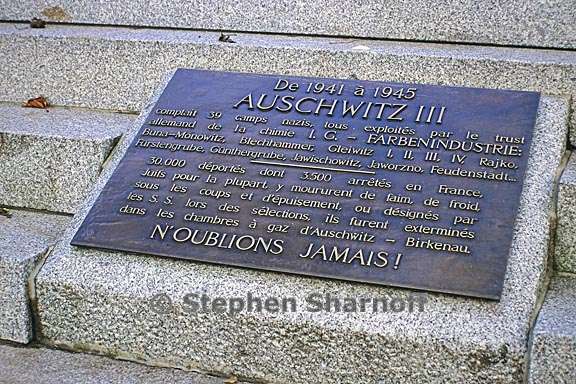 De 1941 à 1945
AUSCHWITZ III
comptait 39 camps nazis, tous exploités par le trust
allemand de la chimie I. G. - FARBENINDUSTRIE:
Buna-Monowitz, Blechhammer, Gleiwitz I, II, III, IV, Rajko,
Fürstengrube, Günthergrube, Jawischowitz, Jaworzno, Feudenstadt...
30.000 déportés dont 3.500 arrêtés en France,
Juifs pour la plupart, y moururent de faim, de froid,
sous les coups et d'épuisement, ou désignés par
les S.S. lors des sélections, ils furent exterminés
dans les chambres à gaz d'Auschwitz - Birkenau.
N'OUBLIONS JAMAIS !
© Stephen Sharnoff